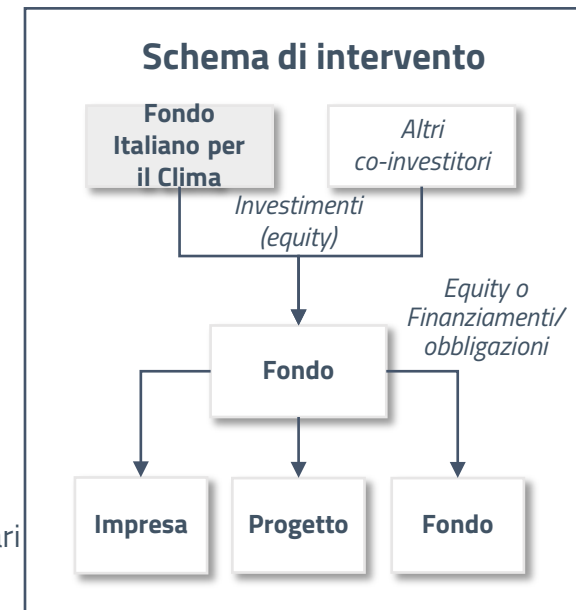 Schema di intervento
Fondo
Italiano per
il Clima
Altri
co-investitori
Investimenti
(equity)
Equity o
Finanziamenti/
obbligazioni
Fondo
Impresa
Progetto
Fondo